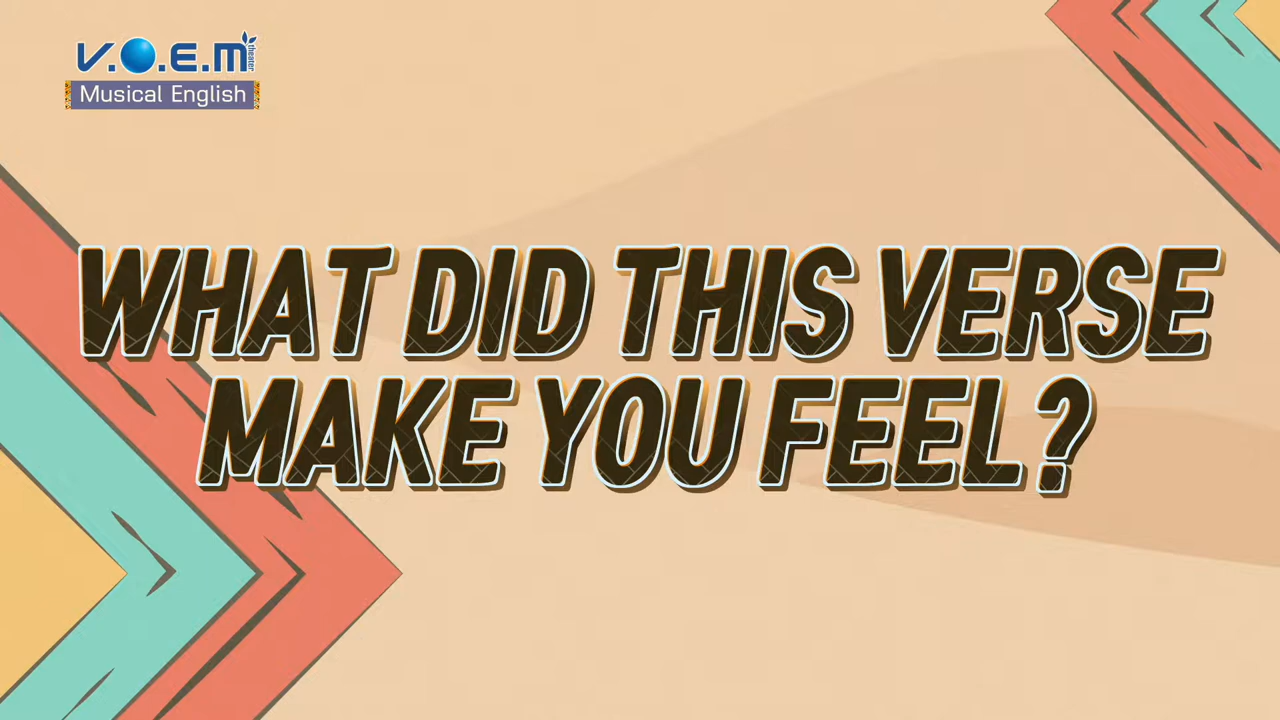 V.O.E.M theater
Musical English
WHAT DID THIS VERSE
MAKE YOU FEEL?